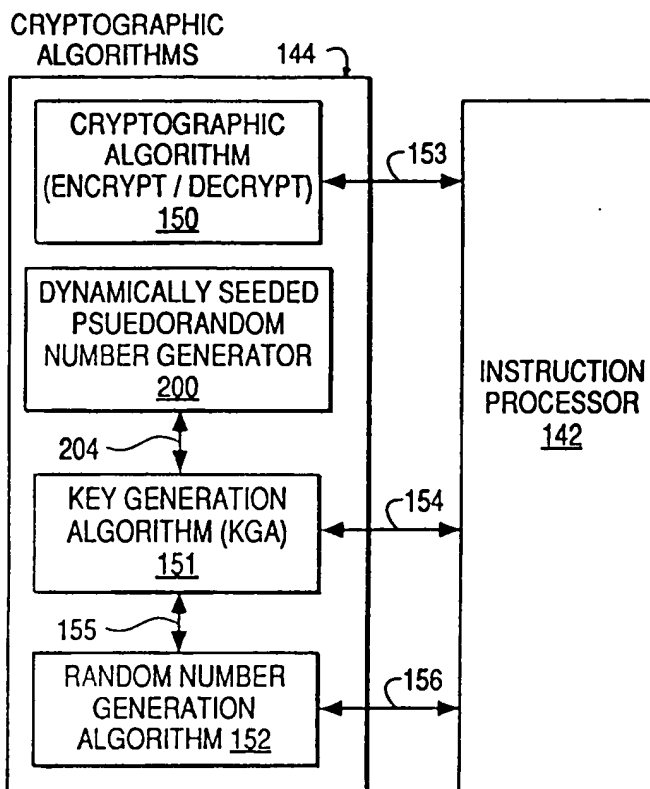 CRYPTOGRAPHIC
ALGORITHMS
144
CRYPTOGRAPHIC
ALGORITHM
(ENCRYPT / DECRYPT)
150
153
DYNAMICALLY SEEDED
PSUEDORANDOM
NUMBER GENERATOR
200
INSTRUCTION
PROCESSOR
142
204
KEY GENERATION
ALGORITHM (KGA)
151
154
155
RANDOM NUMBER
GENERATION
ALGORITHM 152
156